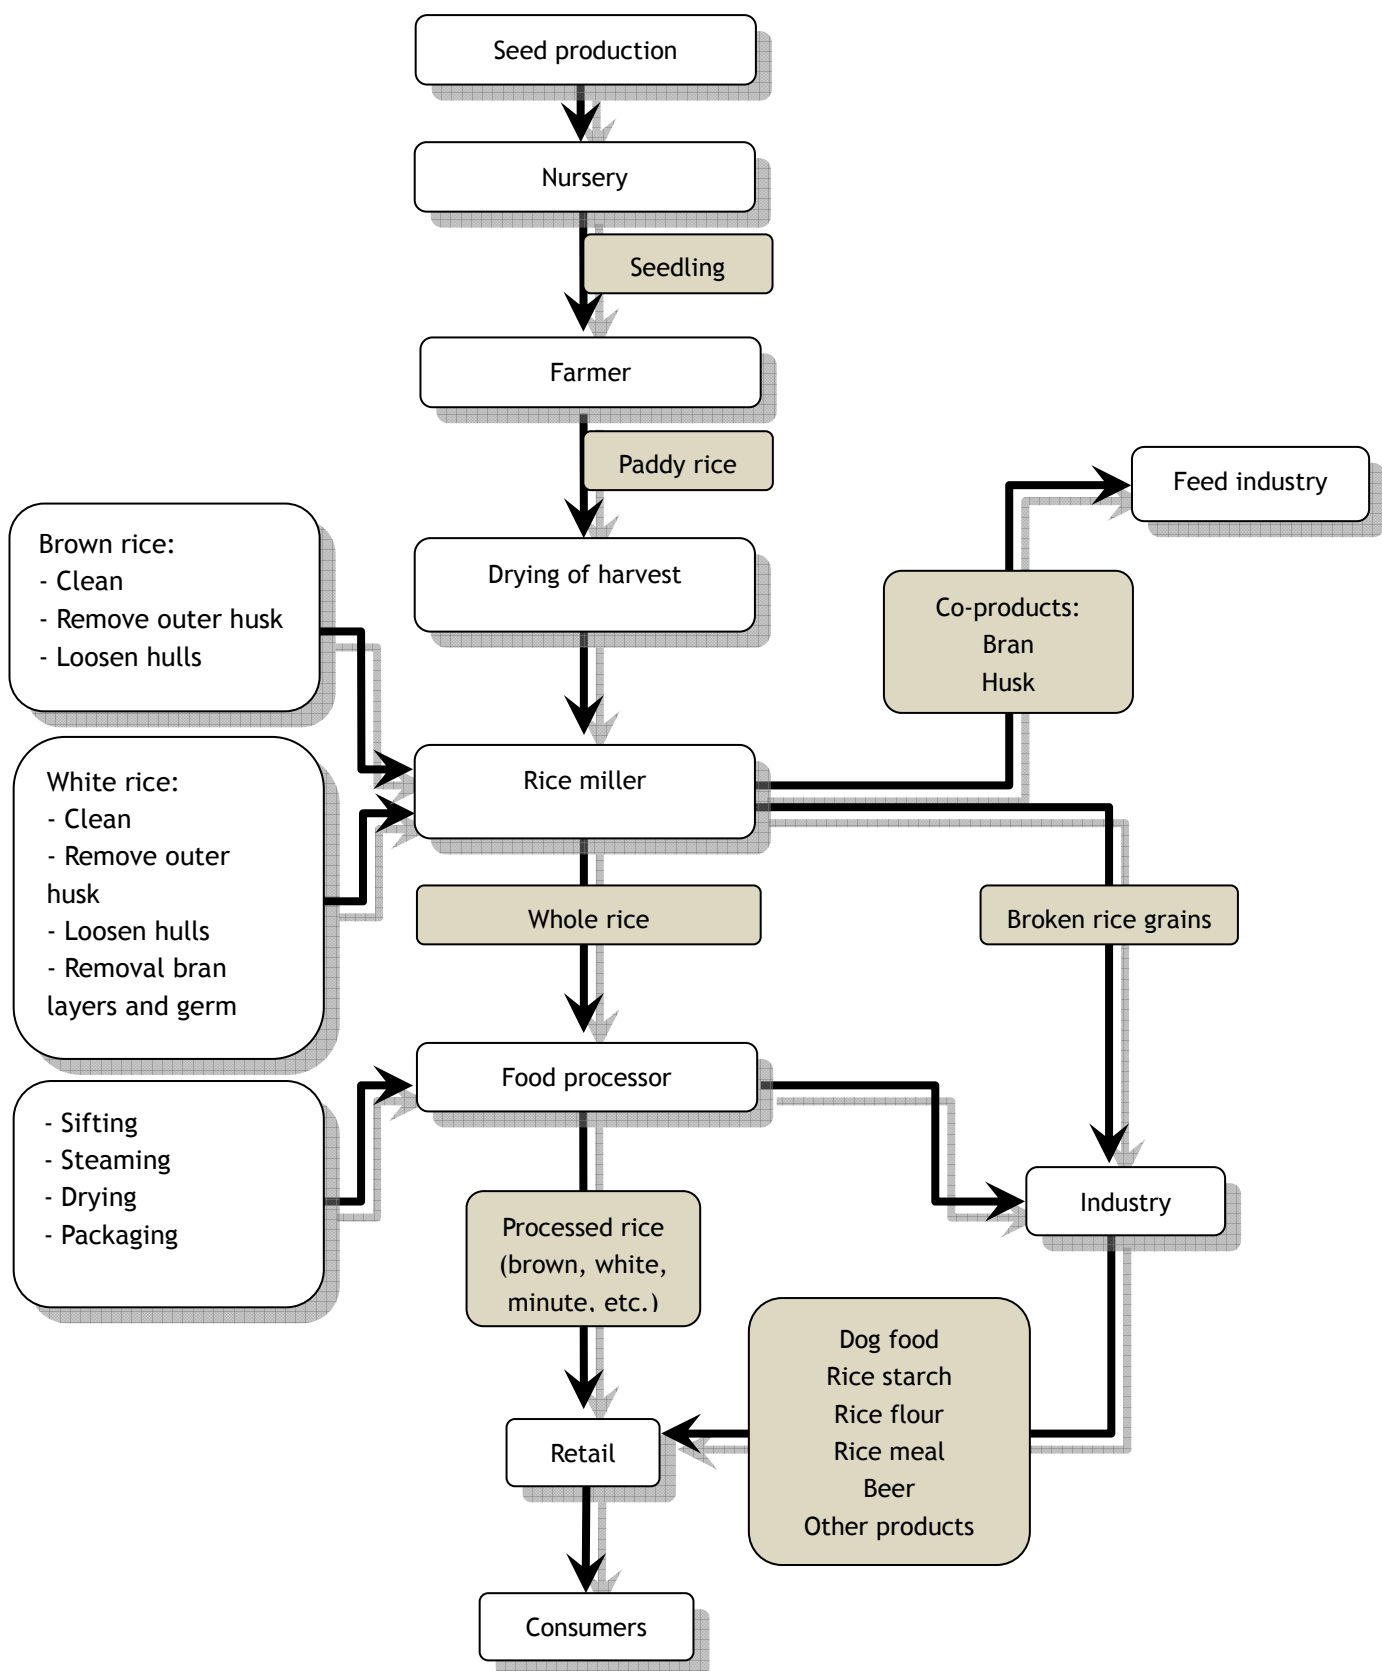 Seed production
Nursery
Seedling
Farmer
Paddy rice
Feed industry
Brown rice:
- Clean
- Remove outer husk
- Loosen hulls
Drying of harvest
Co-products:
Bran
Husk
White rice:
- Clean
- Remove outer
husk
- Loosen hulls
- Removal bran
layers and germ
Rice miller
Whole rice
Broken rice grains
Food processor
- Sifting
- Steaming
- Drying
- Packaging
Industry
Processed rice
(brown, white,
minute, etc.)
Dog food
Rice starch
Rice flour
Rice meal
Beer
Other products
Retail
Consumers